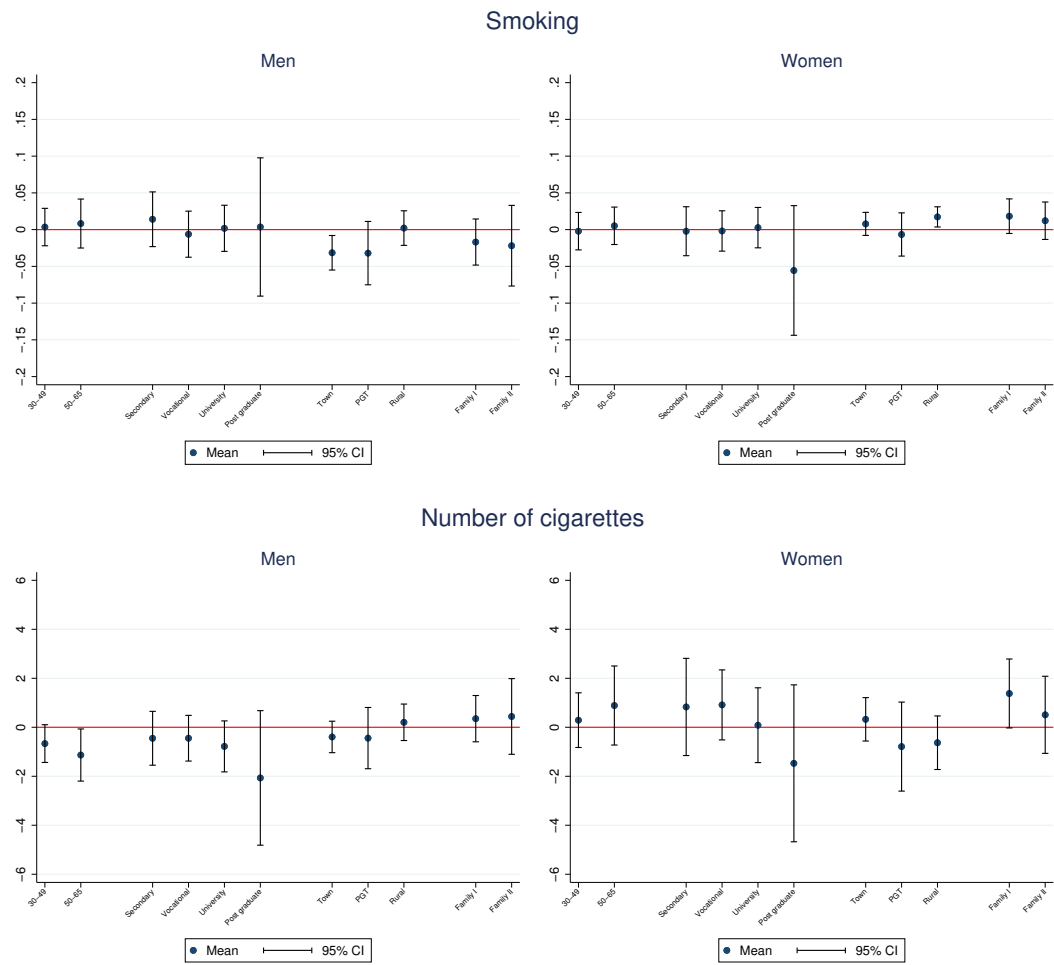 Smoking
Men
.2
.15
.1
.05
0
−.05
−.1
−.15
−.2
30−49
50−65
Secondary
Vocational
University
Post graduate
Town
PGT
Rural
Family I
Family II
Mean 95% CI
Women
.2
.15
.1
.05
0
−.05
−.1
−.15
−.2
30−49
50−65
Secondary
Vocational
University
Post graduate
Town
PGT
Rural
Family I
Family II
Mean 95% CI
Number of cigarettes
Men
6
4
2
0
−2
−4
−6
30−49
50−65
Secondary
Vocational
University
Post graduate
Town
PGT
Rural
Family I
Family II
Mean 95% CI
Women
6
4
2
0
−2
−4
−6
30−49
50−65
Secondary
Vocational
University
Post graduate
Town
PGT
Rural
Family I
Family II
Mean 95% CI